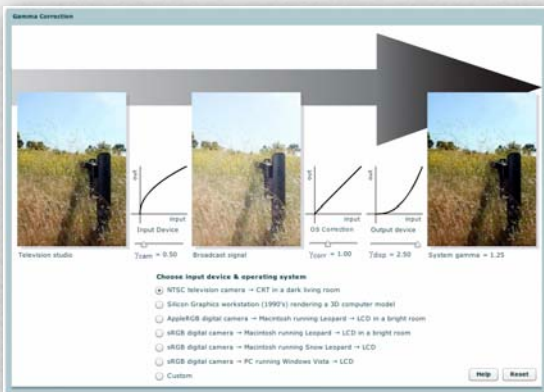 Gamma Correction
out
input
Input Device
out
input
OS Correction
out
input
Output device
Television studio
γcam = 0.50
Broadcast signal
γcorr = 1.00
γdsp = 2.50
System gamma = 1.25
Choose input device & operating system
NTSC television camera → CRT in a dark living room
Silicon Graphics workstation (1990's) rendering a 3D computer model
AppleRGB digital camera → Macintosh running Leopard → LCD in a bright room
sRGB digital camera → Macintosh running Leopard → LCD in a bright room
sRGB digital camera → Macintosh running Snow Leopard → LCD
sRGB digital camera → PC running Windows Vista → LCD
Custom
Help
Reset